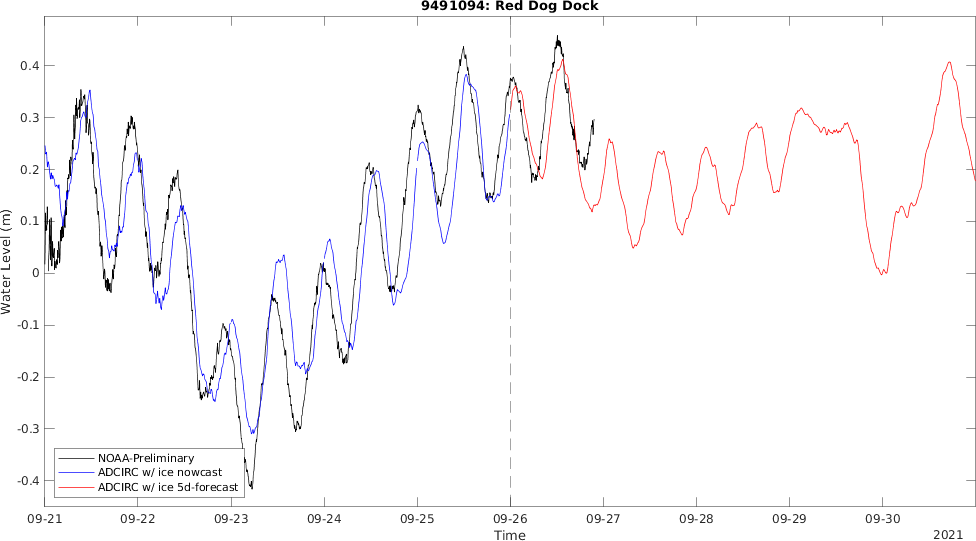 9491094: Red Dog Dock
Water Level (m)
0.4
0.3
0.2
0.1
0
-0.1
-0.2
-0.3
-0.4
NOAA-Preliminary
ADCIRC w/ ice nowcast
ADCIRC w/ ice 5d-forecast
09-21 09-22 09-23 09-24 09-25 09-26 09-27 09-28 09-29 09-30
Time
2021